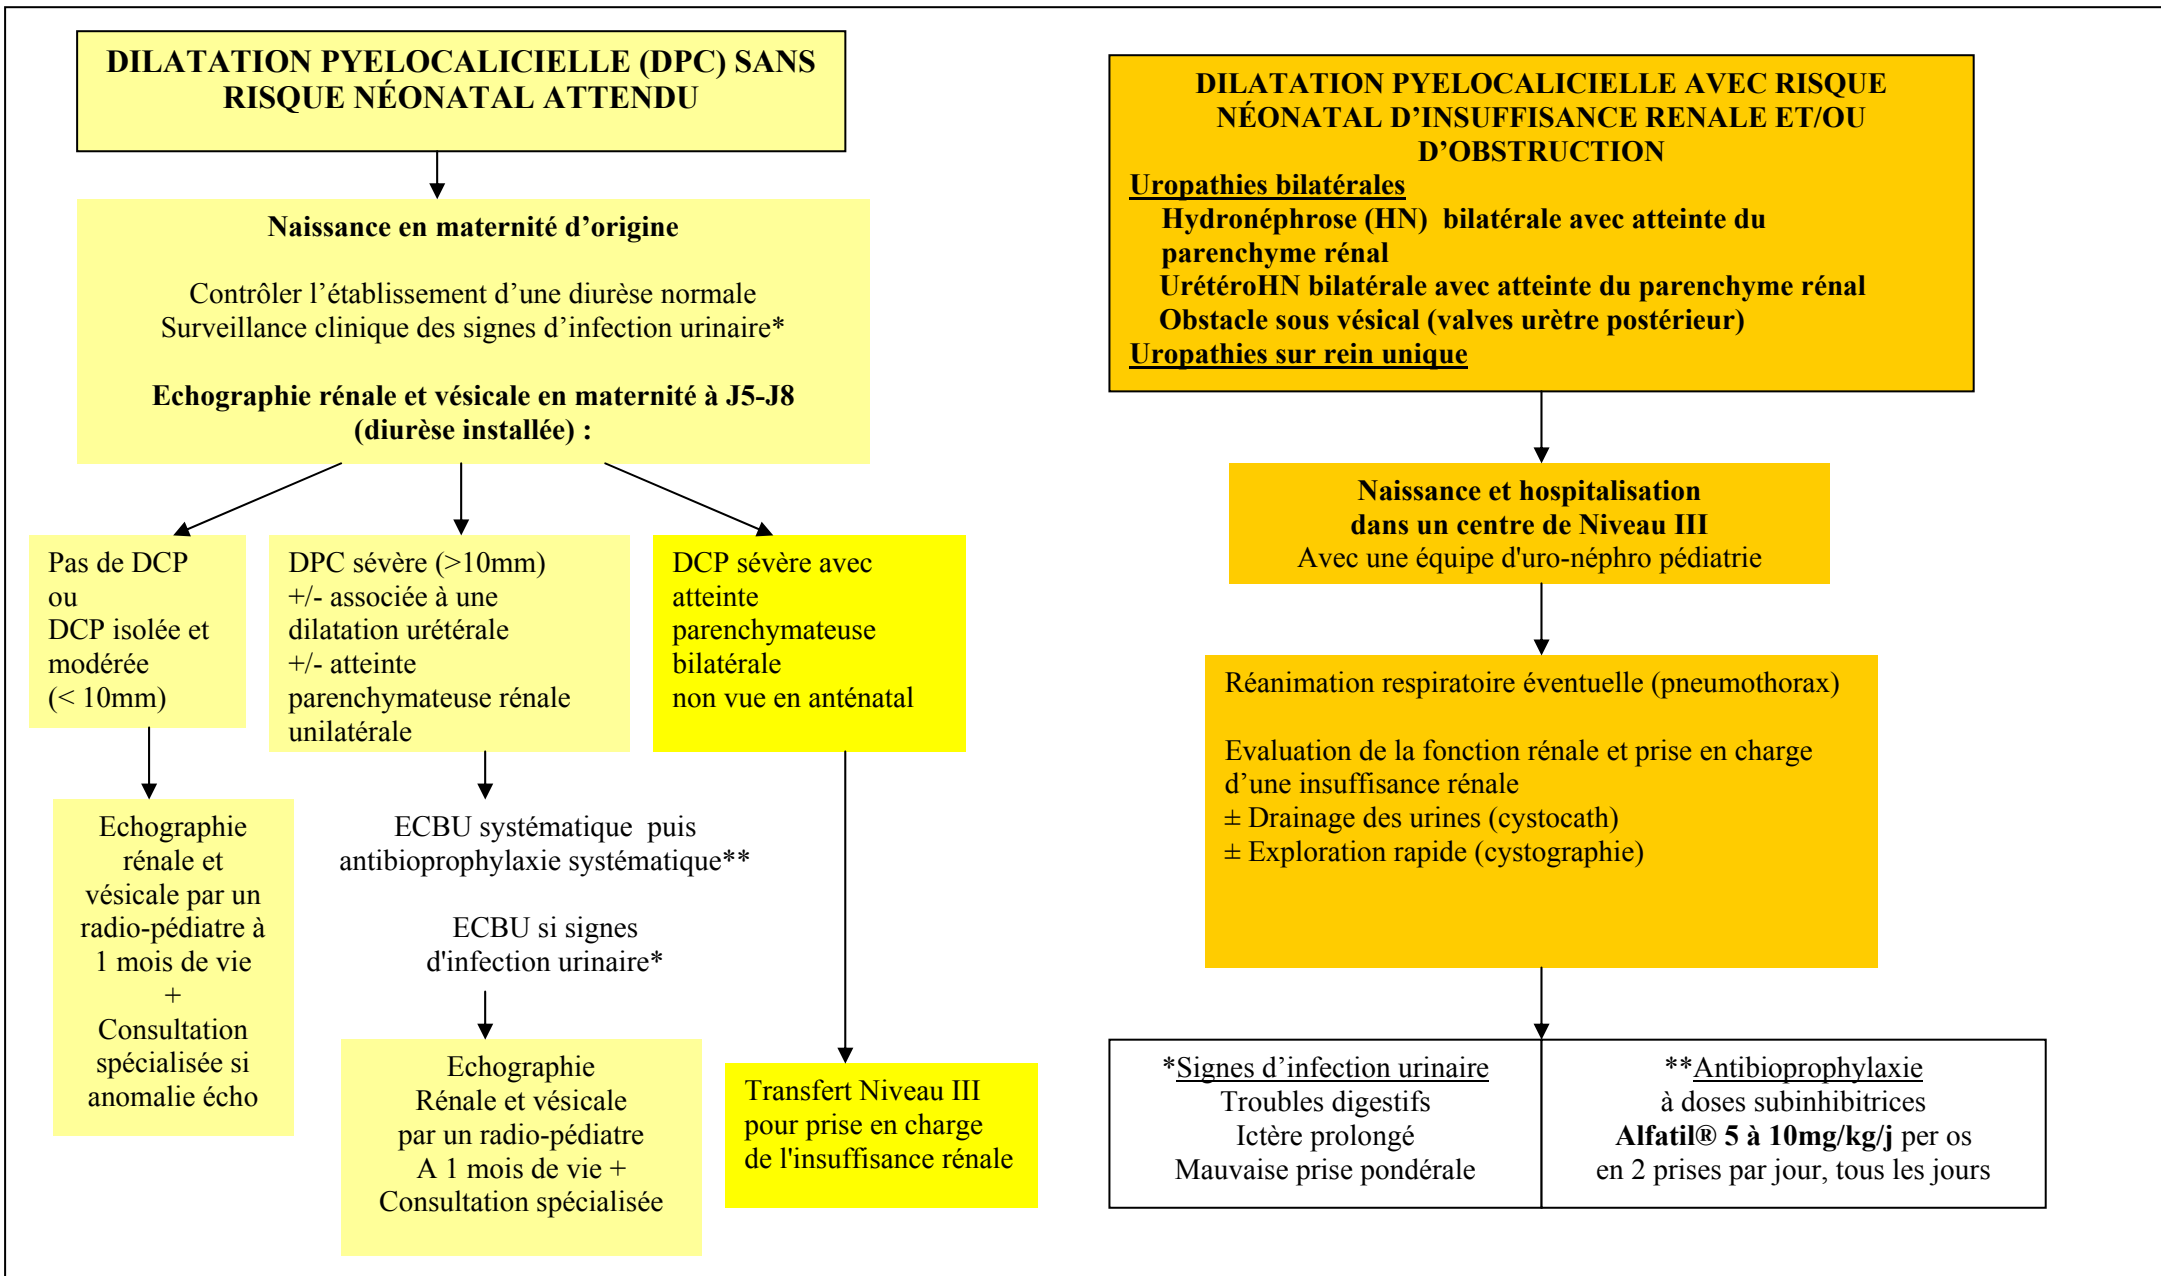 DILATATION PYELOCALICIELLE (DPC) SANS
RISQUE NÉONATAL ATTENDU
Naissance en maternité d’origine
Contrôler l’établissement d’une diurèse normale
Surveillance clinique des signes d’infection urinaire*
Echographie rénale et vésicale en maternité à J5-J8
(diurèse installée) :
Pas de DCP
ou
DCP isolée et
modérée
(< 10mm)
DPC sévère (>10mm)
+/- associée à une
dilatation urétérale
+/- atteinte
parenchymateuse rénale
unilatérale
DCP sévère avec
atteinte
parenchymateuse
bilatérale
non vue en anténatal
Echographie
rénale et
vésicale par un
radio-pédiatre à
1 mois de vie
+
Consultation
spécialisée si
anomalie écho
ECBU systématique  puis
antibioprophylaxie systématique**
ECBU si signes
d'infection urinaire*
Echographie
Rénale et vésicale
par un radio-pédiatre
A 1 mois de vie +
Consultation spécialisée
Transfert Niveau III
pour prise en charge
de l'insuffisance rénale
DILATATION PYELOCALICIELLE AVEC RISQUE
NÉONATAL D’INSUFFISANCE RENALE ET/OU
D’OBSTRUCTION
Uropathies bilatérales
Hydronéphrose (HN)  bilatérale avec atteinte du
parenchyme rénal
UrétéroHN bilatérale avec atteinte du parenchyme rénal
Obstacle sous vésical (valves urètre postérieur)
Uropathies sur rein unique
Naissance et hospitalisation
dans un centre de Niveau III
Avec une équipe d'uro-néphro pédiatrie
Réanimation respiratoire éventuelle (pneumothorax)
Evaluation de la fonction rénale et prise en charge
d’une insuffisance rénale
± Drainage des urines (cystocath)
± Exploration rapide (cystographie)
*Signes d’infection urinaire
Troubles digestifs
Ictère prolongé
Mauvaise prise pondérale
**Antibioprophylaxie
à doses subinhibitrices
Alfatil® 5 à 10mg/kg/j per os
en 2 prises par jour, tous les jours